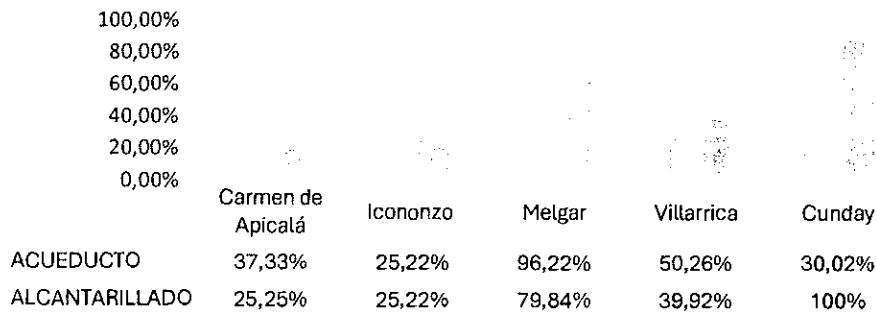 100,00%
80,00%
60,00%
40,00%
20,00%
0,00%
Carmen de Apicalá Icononzo Melgar Villarrica Cunday
ACUEDUCTO 37,33% 25,22% 96,22% 50,26% 30,02%
ALCANTARILLADO 25,25% 25,22% 79,84% 39,92% 100%